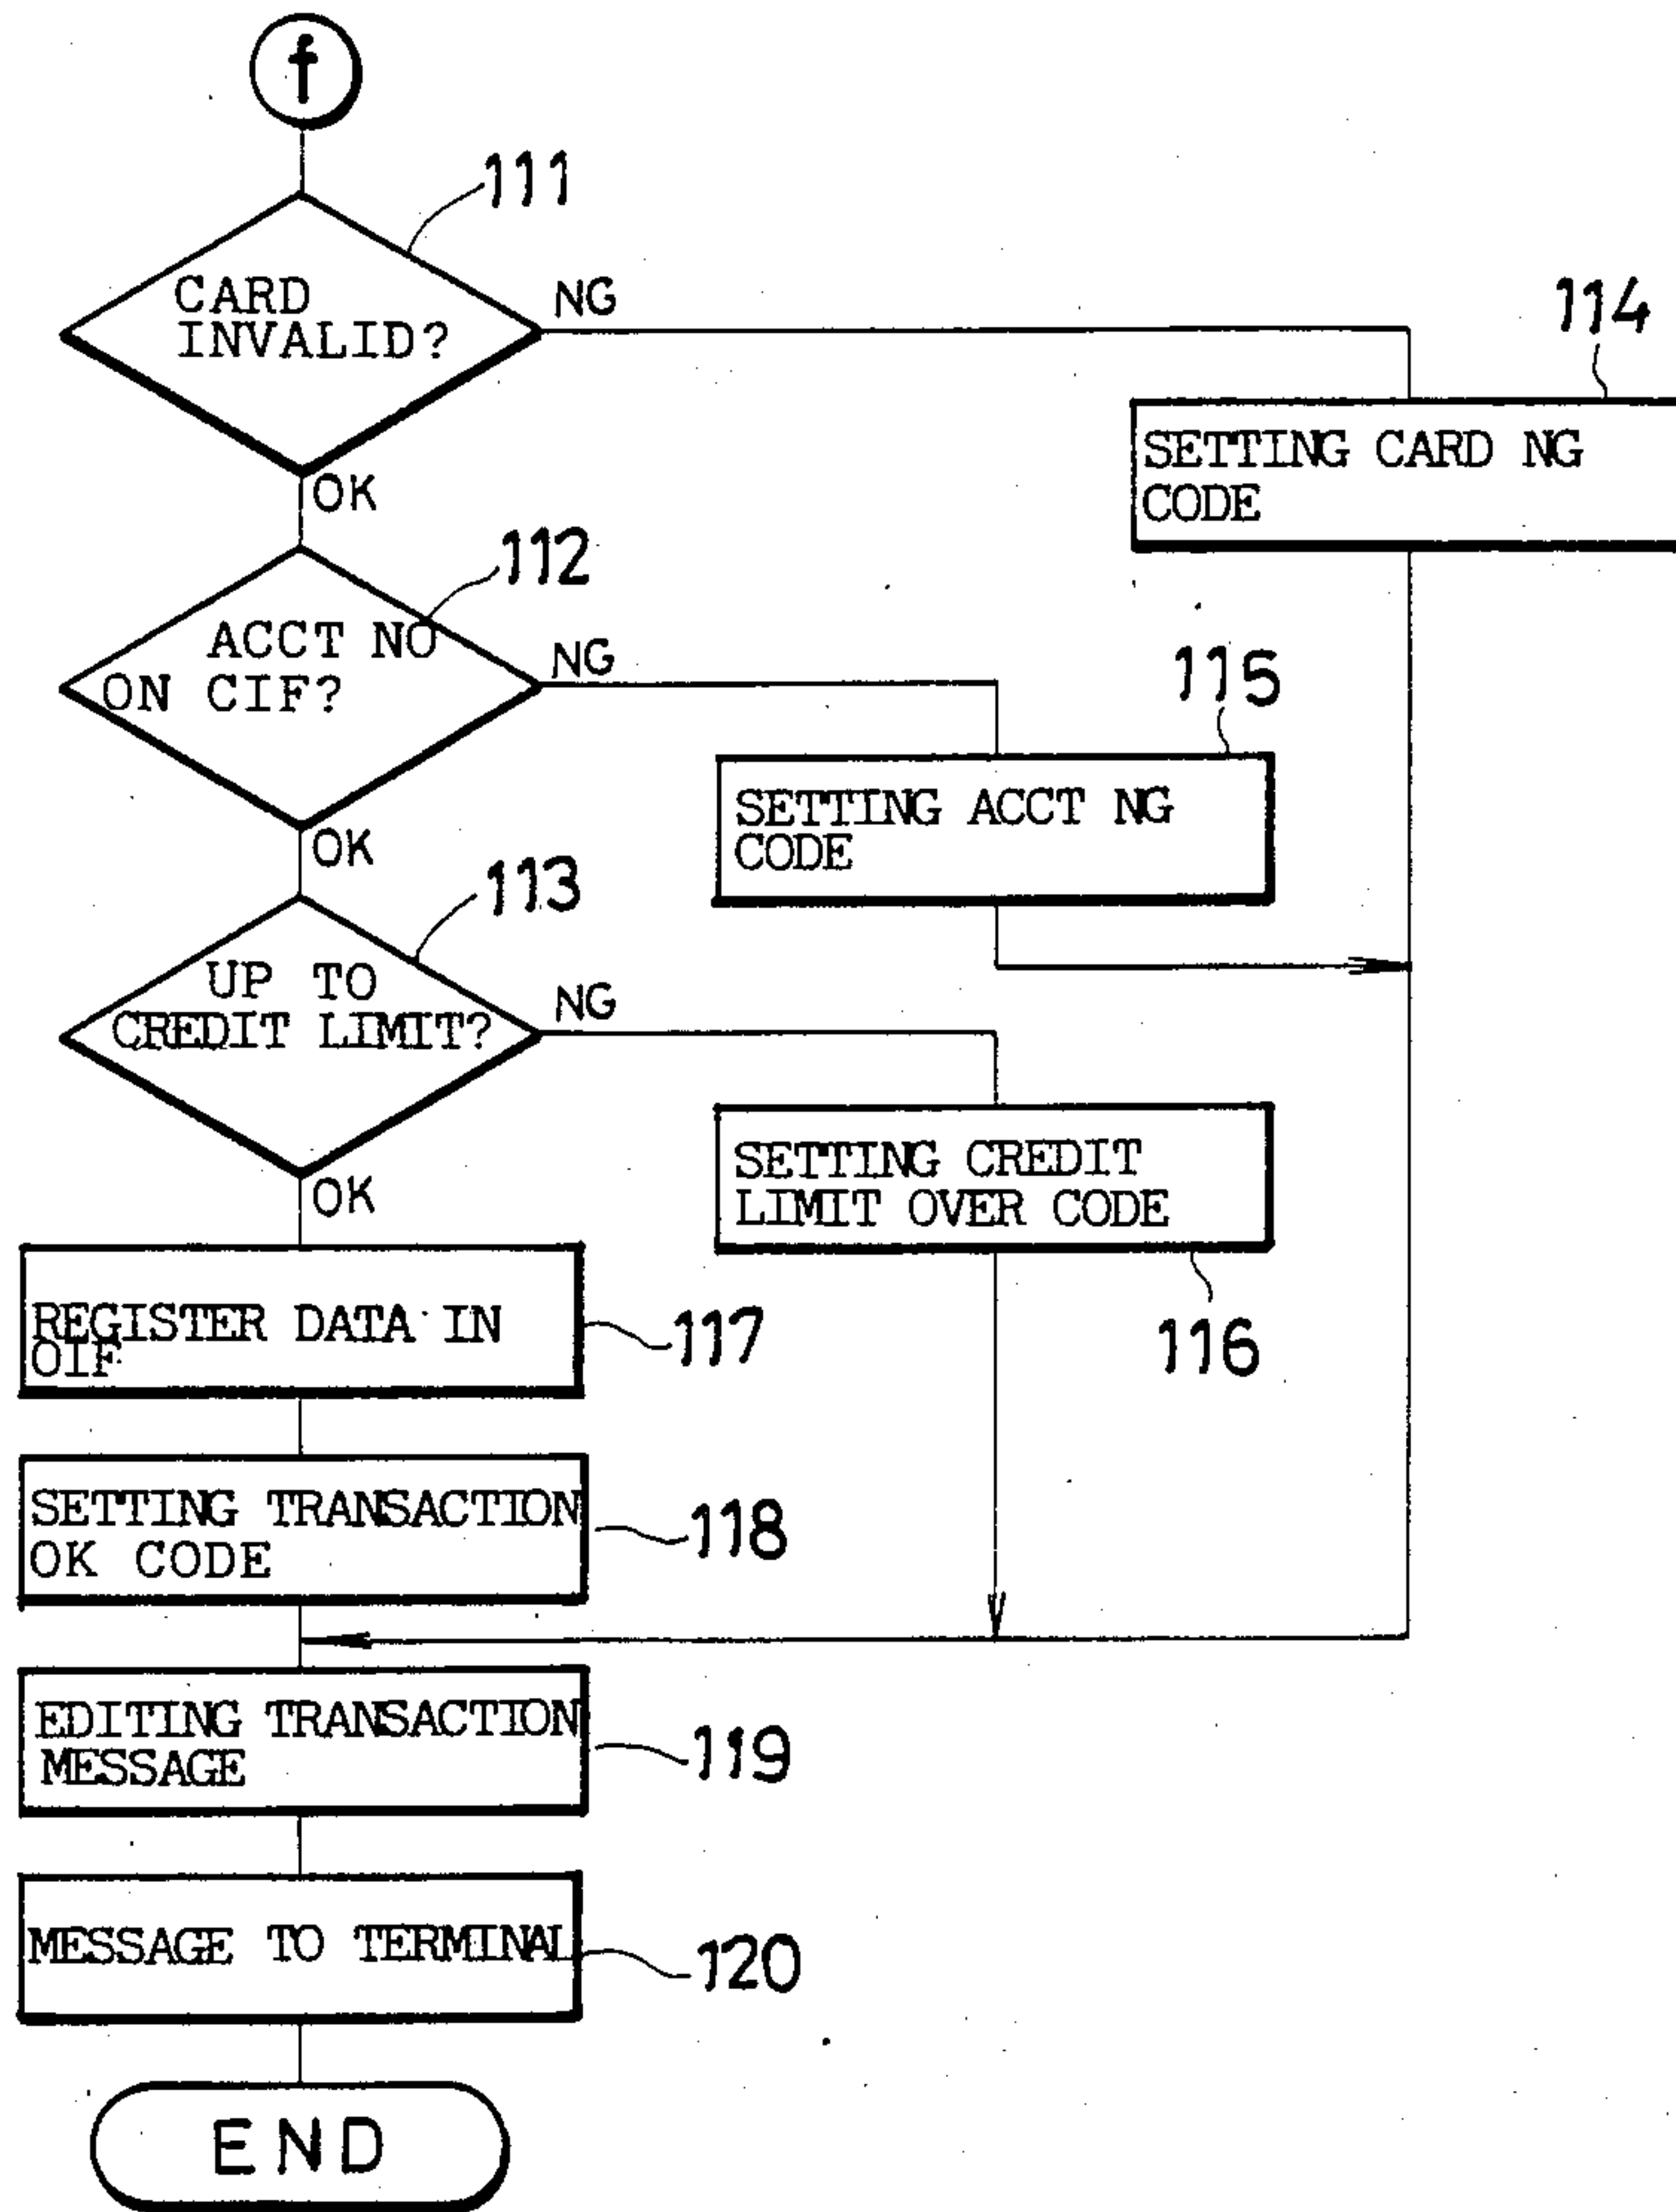 f
111
CARD
INVALID?
NG
OK
114
SETTING CARD NG
CODE
112
ACCT NO
ON CIF?
NG
OK
115
SETTING ACCT NG
CODE
113
UP TO
CREDIT LIMIT?
NG
OK
SETTING CREDIT
LIMIT OVER CODE
116
REGISTER DATA IN
OIF
117
SETTING TRANSACTION
OK CODE
118
EDITING TRANSACTION
MESSAGE
119
MESSAGE TO TERMINAL
120
END